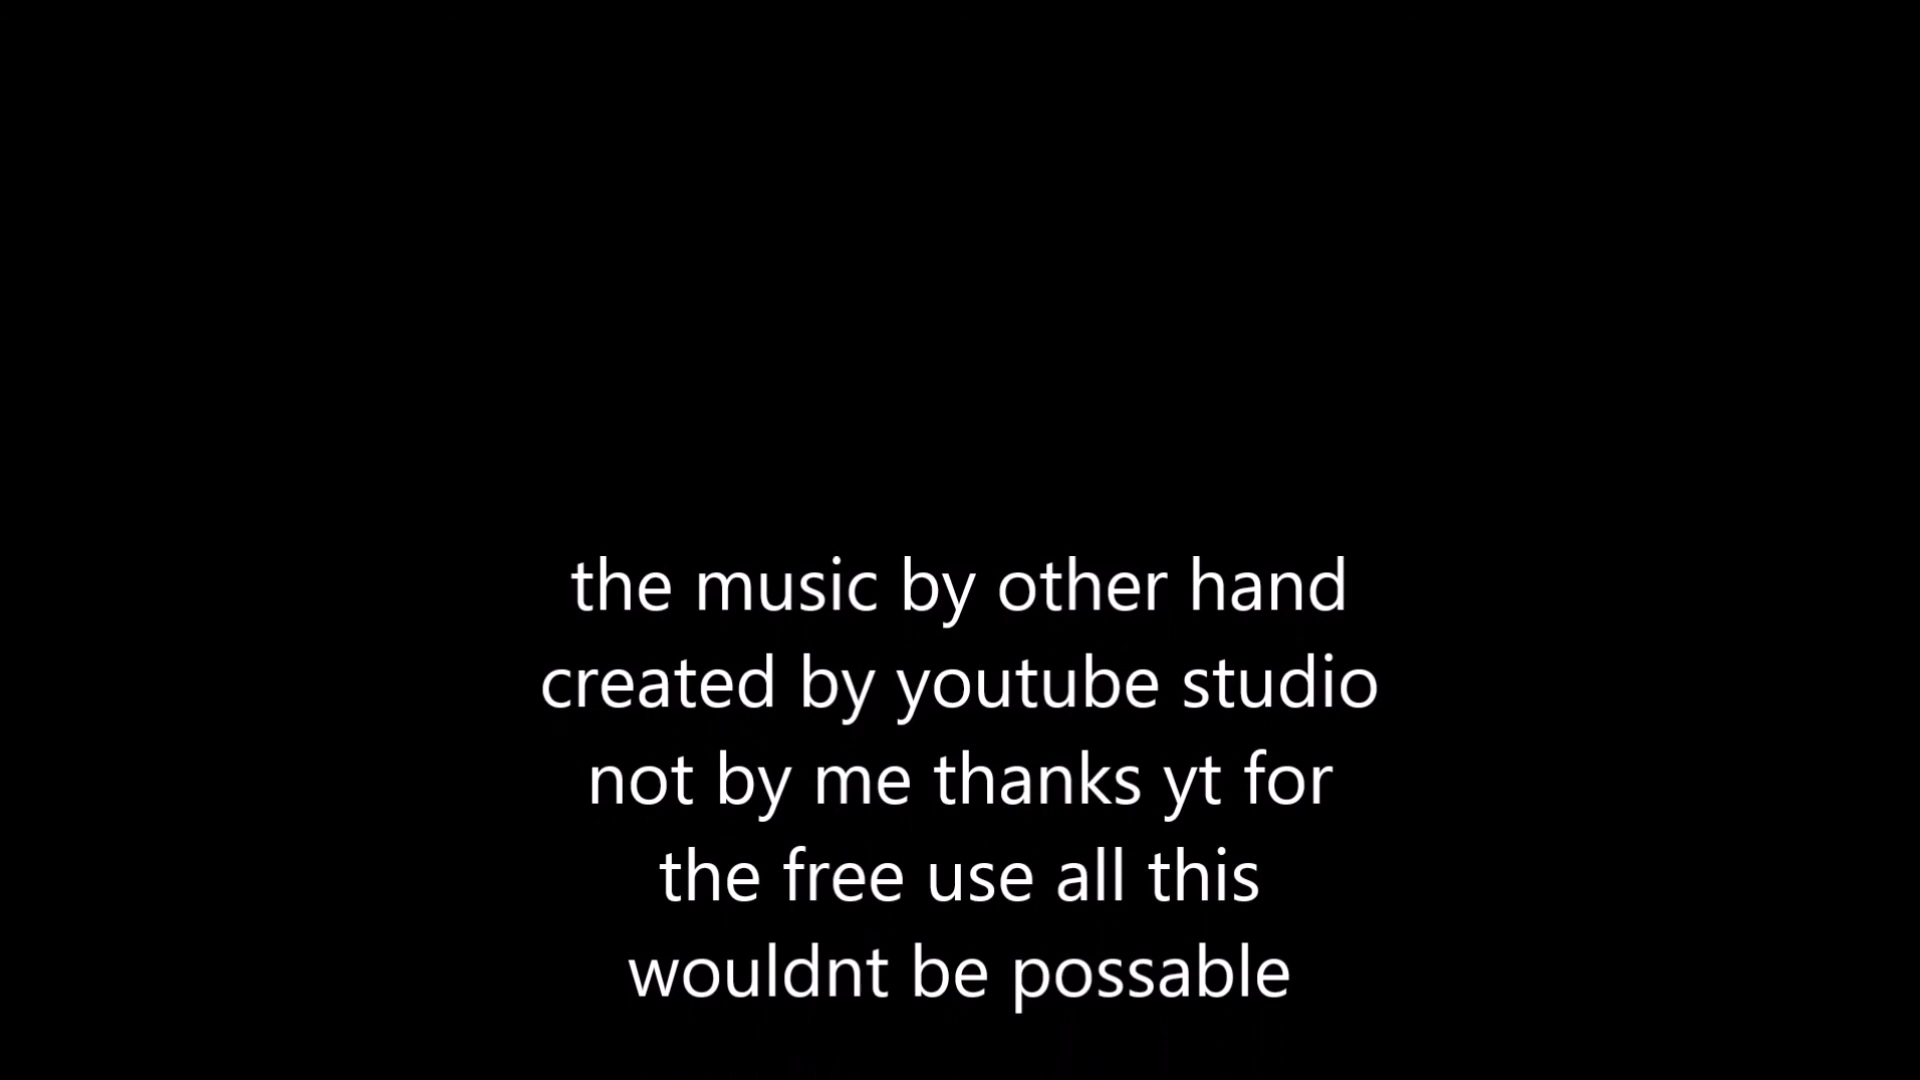 the music by other hand
created by youtube studio
not by me thanks yt for
the free use all this
wouldnt be possable